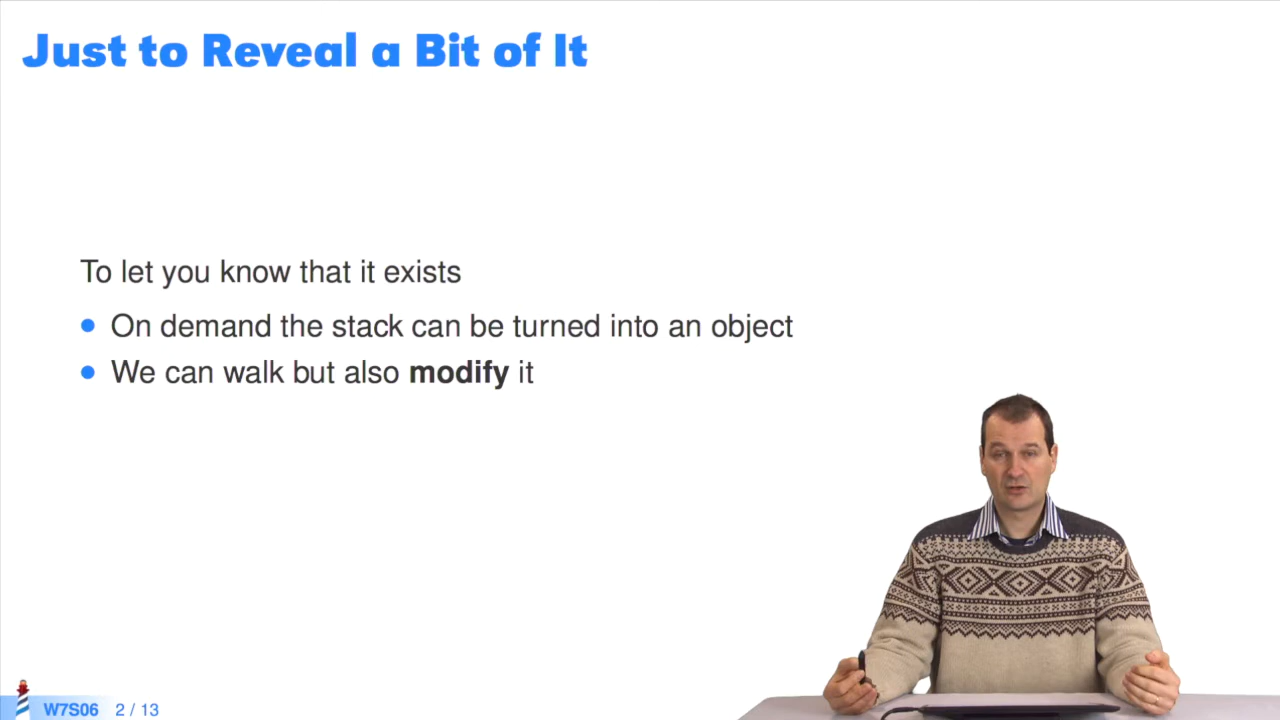 Just to Reveal a Bit of It
To let you know that it exists
On demand the stack can be turned into an object
We can walk but also modify it
W7S06 2 / 13